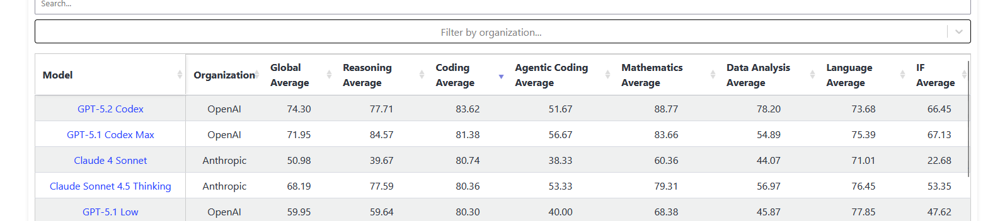 Search...
Filter by organization...
Model Organization Global Average Reasoning Average Coding Average Agentic Coding Average Mathematics Average Data Analysis Average Language Average IF Average
GPT-5.2 Codex OpenAI 74.30 77.71 83.62 51.67 88.77 78.20 73.68 66.45
GPT-5.1 Codex Max OpenAI 71.95 84.57 81.38 56.67 83.66 54.89 75.39 67.13
Claude 4 Sonnet Anthropic 50.98 39.67 80.74 38.33 60.36 44.07 71.01 22.68
Claude Sonnet 4.5 Thinking Anthropic 68.19 77.59 80.36 53.33 79.31 56.97 76.45 53.35
GPT-5.1 Low OpenAI 59.95 59.64 80.30 40.00 68.38 45.87 77.85 47.62